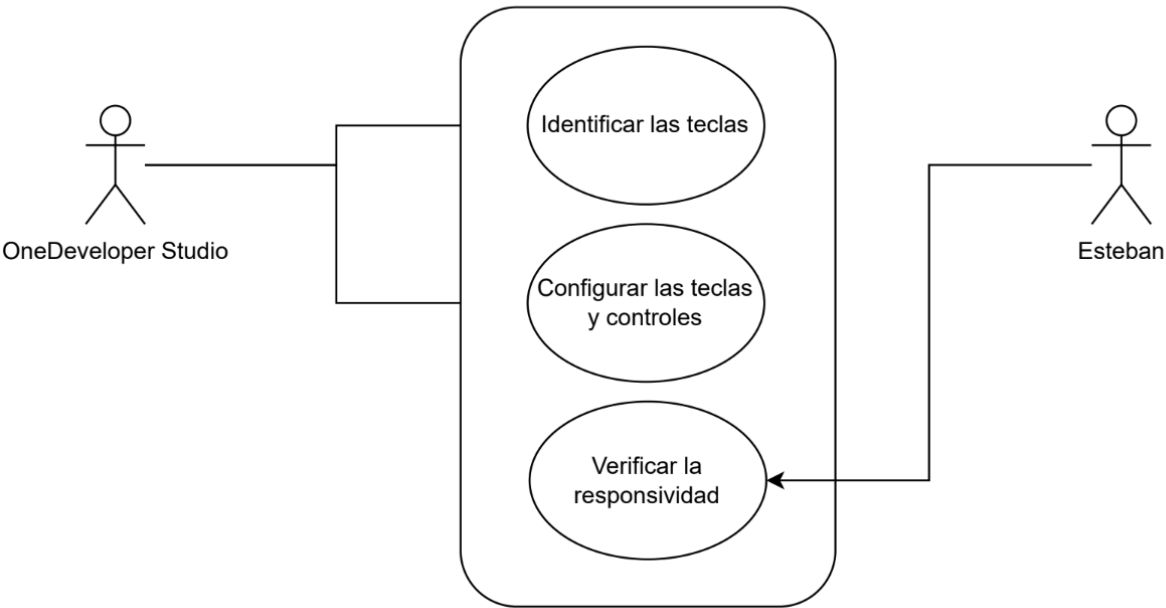 Identificar las teclas
OneDeveloper Studio
Esteban
Configurar las teclas
y controles
Verificar la
responsividad